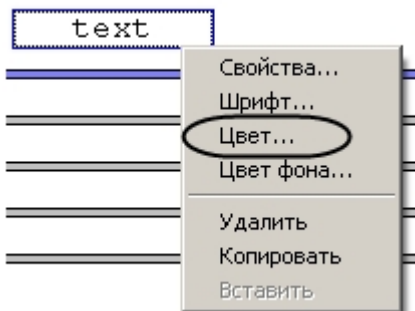 text
Свойства...
Шрифт...
Цвет...
Цвет фона...
Удалить
Копировать
Вставить